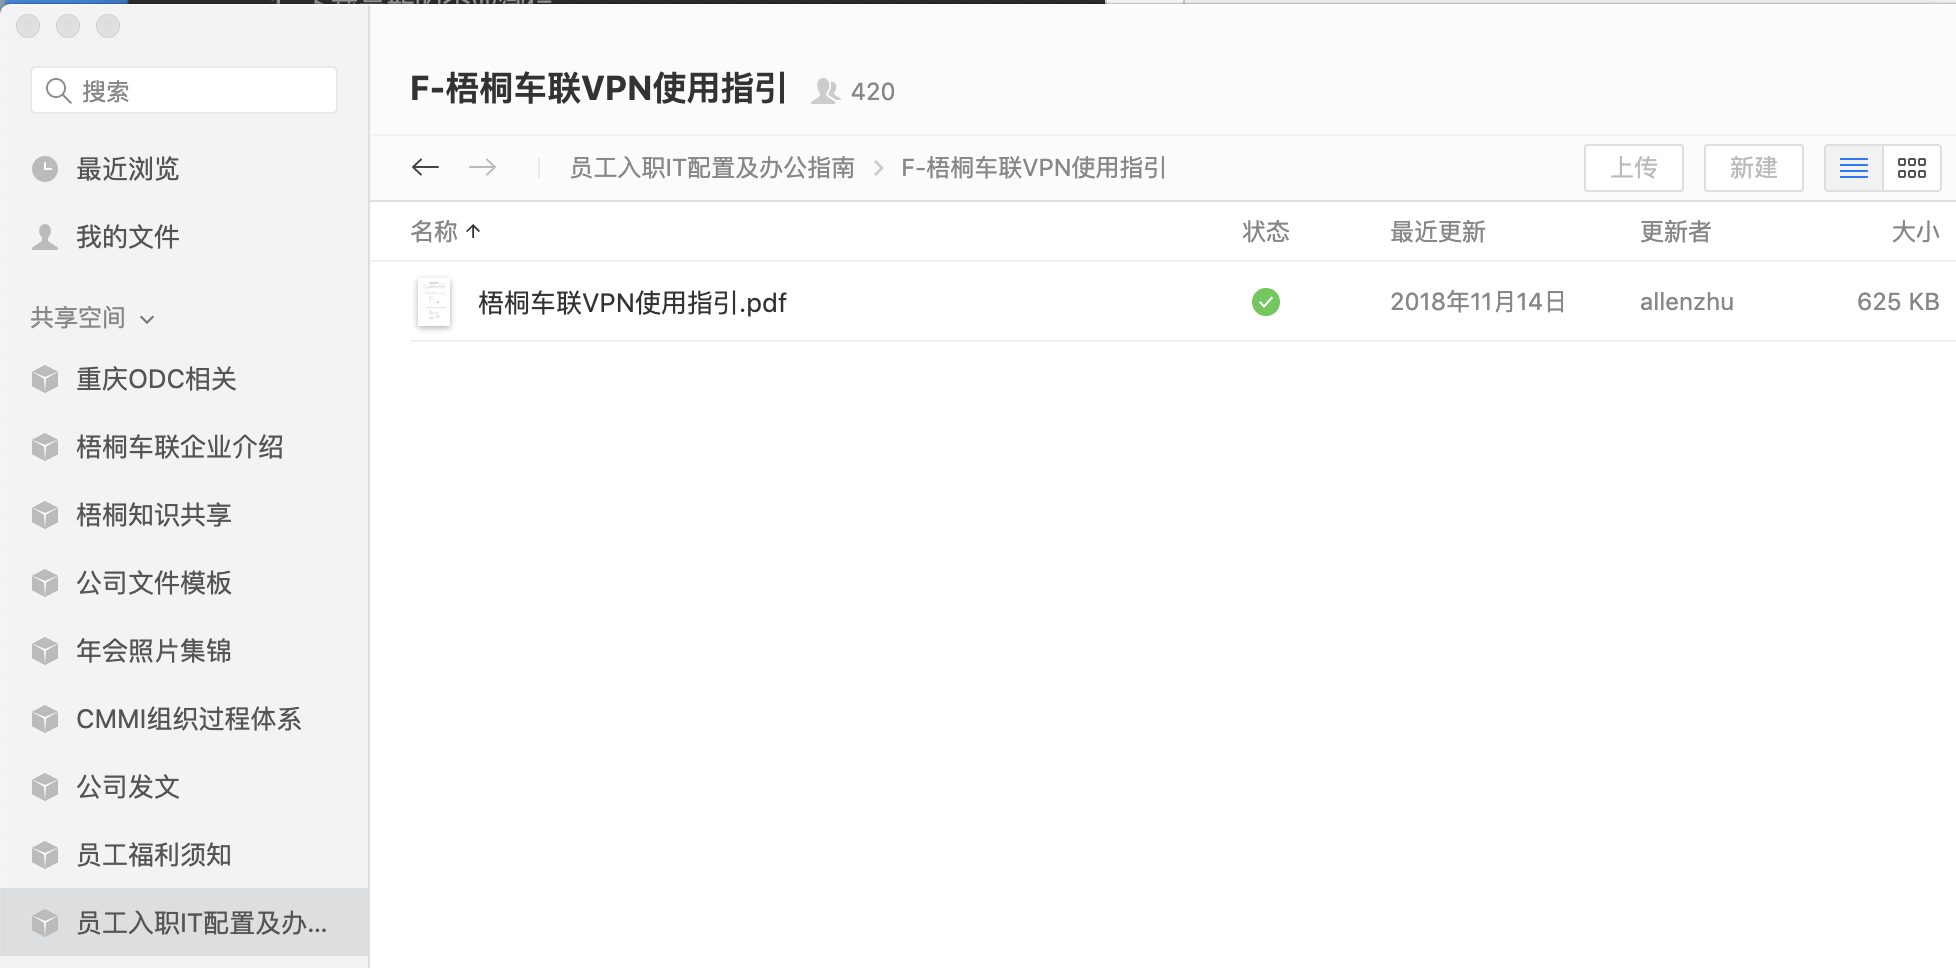 搜索
最近浏览
我的文件
共享空间
重庆ODC相关
梧桐车联企业介绍
梧桐知识共享
公司文件模板
年会照片集锦
CMMI组织过程体系
公司发文
员工福利须知
员工入职IT配置及办...
F-梧桐车联VPN使用指引 420
员工入职IT配置及办公指南 > F-梧桐车联VPN使用指引 上传 新建
名称 状态 最近更新 更新者 大小
梧桐车联VPN使用指引.pdf 2018年11月14日 allenzhu 625 KB